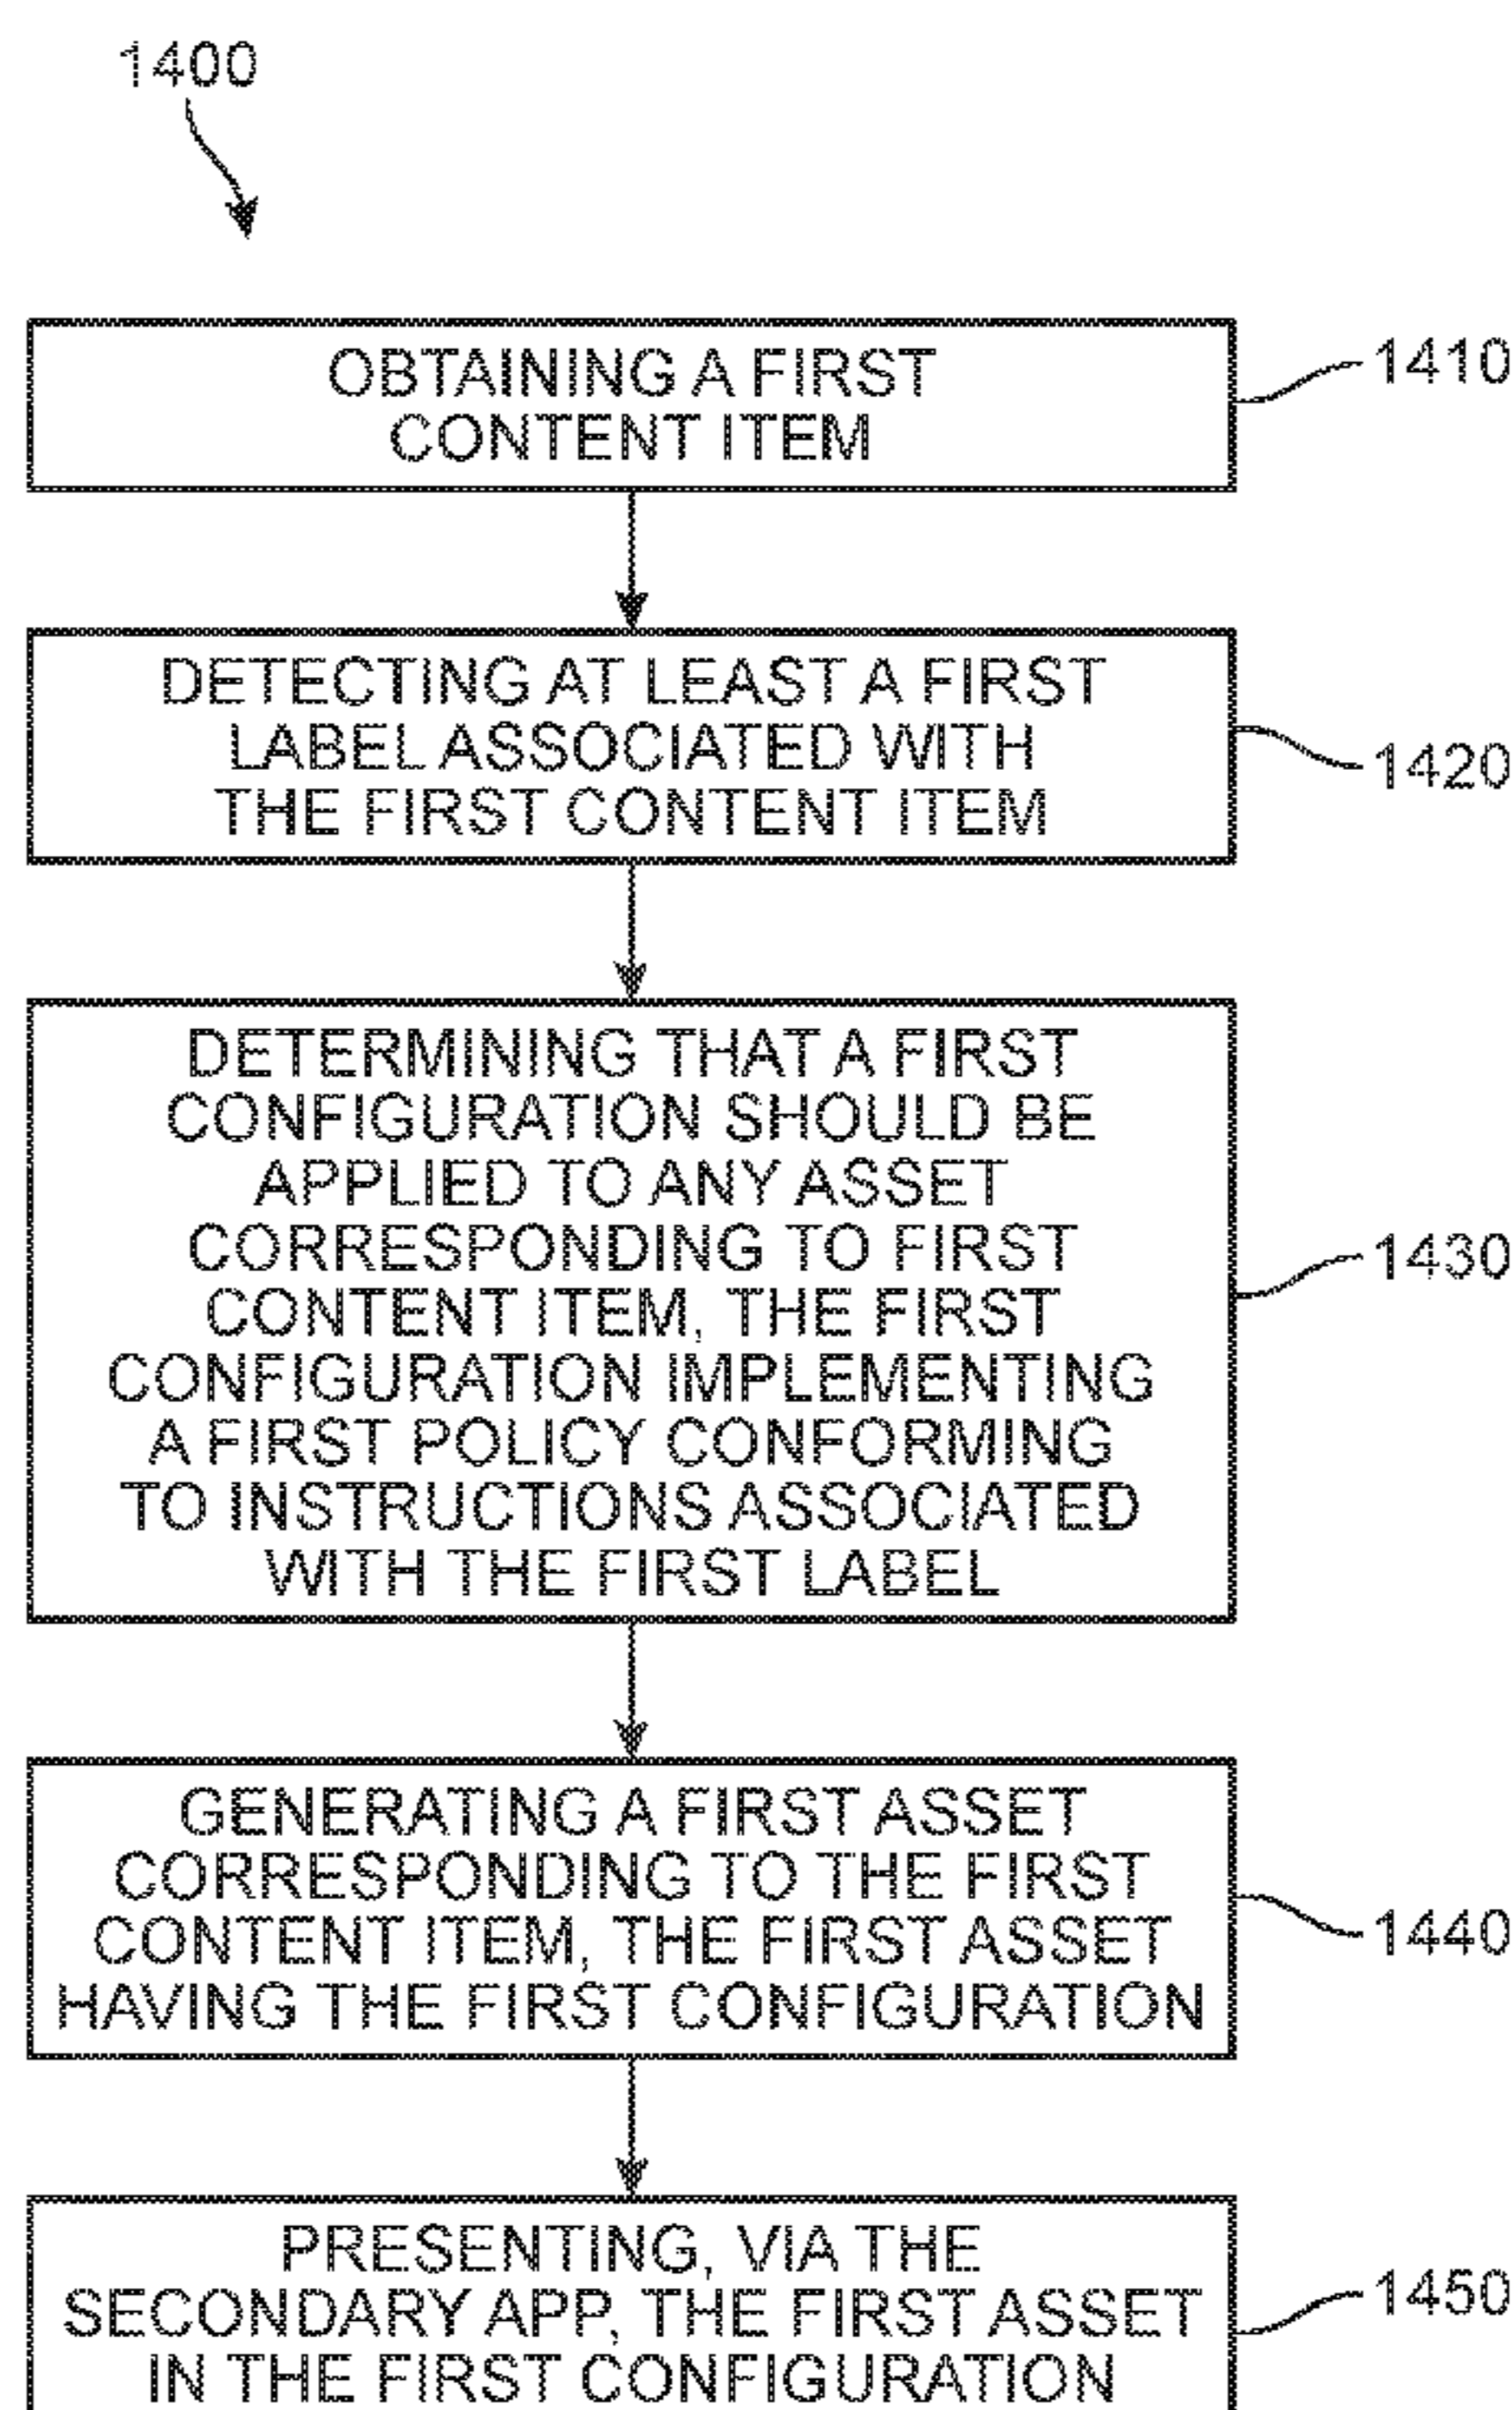 1400
OBTAINING A FIRST
CONTENT ITEM
1410
DETECTING AT LEAST A FIRST
LABEL ASSOCIATED WITH
THE FIRST CONTENT ITEM
1420
DETERMINING THAT A FIRST
CONFIGURATION SHOULD BE
APPLIED TO ANY ASSET
CORRESPONDING TO FIRST
CONTENT ITEM, THE FIRST
CONFIGURATION IMPLEMENTING
A FIRST POLICY CONFORMING
TO INSTRUCTIONS ASSOCIATED
WITH THE FIRST LABEL
1430
GENERATING A FIRST ASSET
CORRESPONDING TO THE FIRST
CONTENT ITEM, THE FIRST ASSET
HAVING THE FIRST CONFIGURATION
1440
PRESENTING, VIA THE
SECONDARY APP, THE FIRST ASSET
IN THE FIRST CONFIGURATION
1450